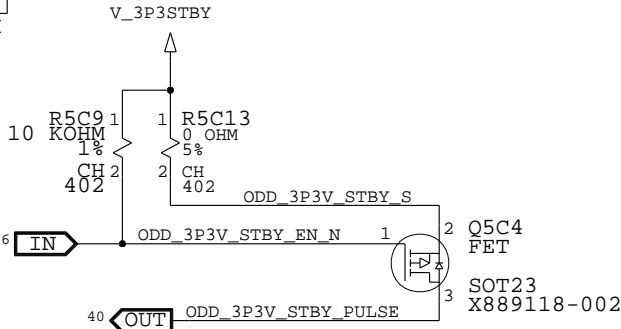 V_3P3STBY
R5C9 1
10 KOHM
1%
CH 2
402
1 R5C13
0 OHM
5%
2 CH
402
ODD_3P3V_STBY_S
6 IN ODD_3P3V_STBY_EN_N 1
2 Q5C4
FET
SOT23
3 X889118-002
40 OUT ODD_3P3V_STBY_PULSE